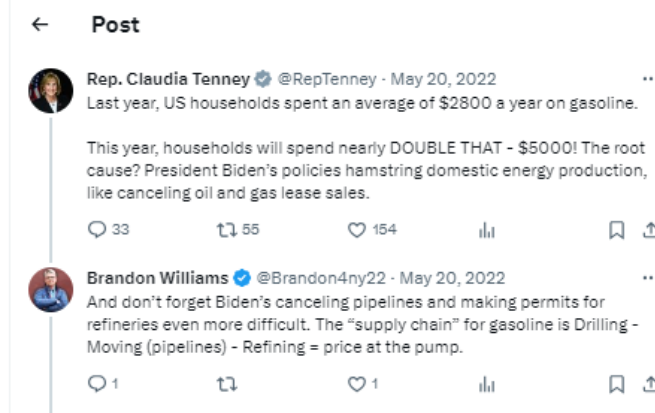 Post
Rep. Claudia Tenney @RepTenney · May 20, 2022
Last year, US households spent an average of $2800 a year on gasoline.
This year, households will spend nearly DOUBLE THAT - $5000! The root
cause? President Biden's policies hamstring domestic energy production,
like canceling oil and gas lease sales.
33 55 154
Brandon Williams @Brandon4ny22 · May 20, 2022
And don't forget Biden's canceling pipelines and making permits for
refineries even more difficult. The “supply chain” for gasoline is Drilling -
Moving (pipelines) - Refining = price at the pump.
1 1